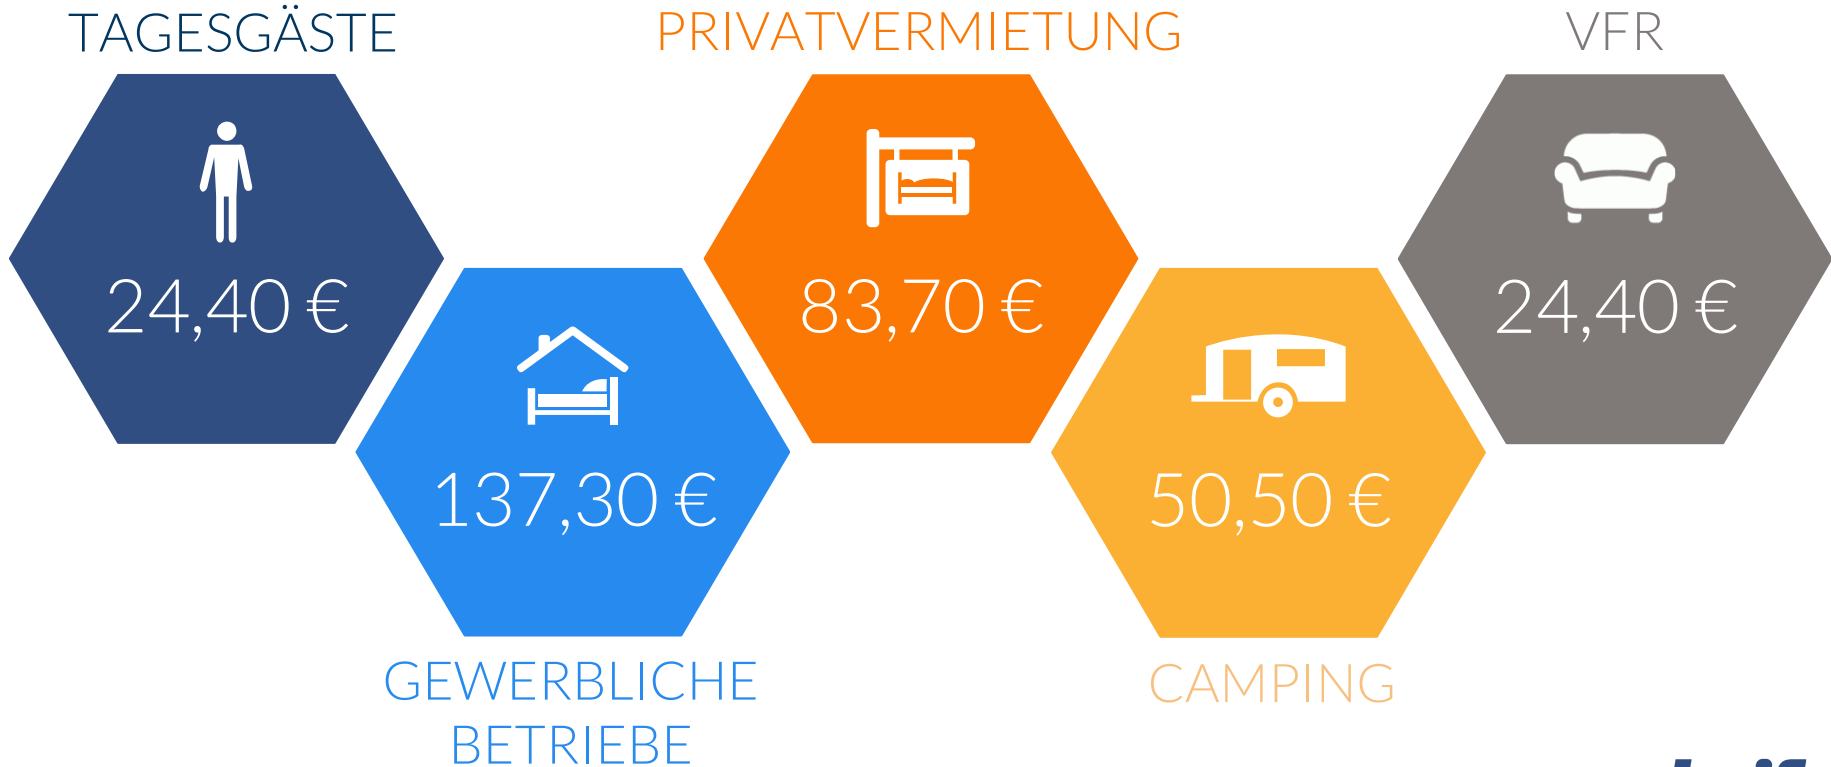 TAGESGÄSTE
24,40 €
GEWERBLICHE
BETRIEBE
137,30 €
PRIVATVERMIETUNG
83,70 €
CAMPING
50,50 €
VFR
24,40 €